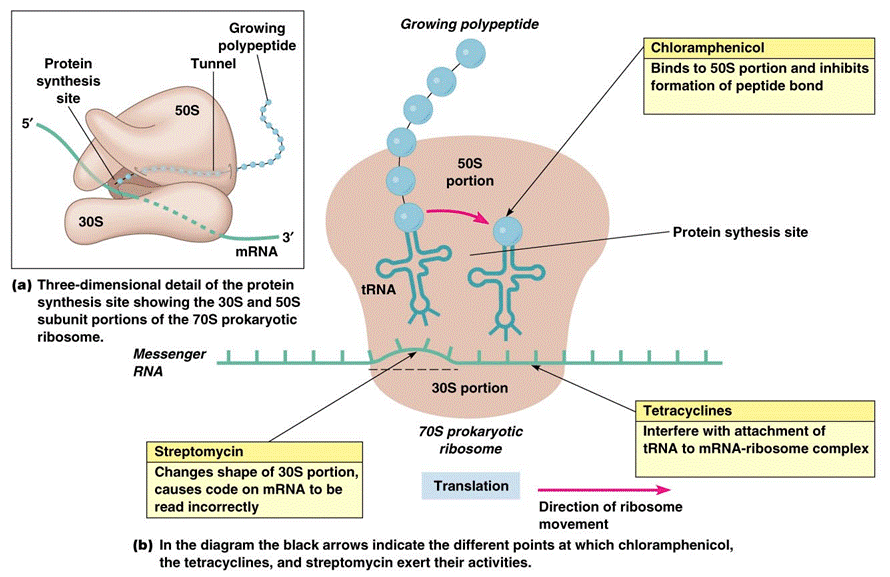 Growing
polypeptide
Protein
synthesis
site
Tunnel
50S
5′
30S
3′
mRNA
(a) Three-dimensional detail of the protein
synthesis site showing the 30S and 50S
subunit portions of the 70S prokaryotic
ribosome.
Growing polypeptide
Chloramphenicol
Binds to 50S portion and inhibits
formation of peptide bond
50S
portion
Protein sythesis site
tRNA
Messenger
RNA
30S portion
Tetracyclines
Interfere with attachment of
tRNA to mRNA-ribosome complex
Streptomycin
Changes shape of 30S portion,
causes code on mRNA to be
read incorrectly
70S prokaryotic
ribosome
Translation
Direction of ribosome
movement
(b) In the diagram the black arrows indicate the different points at which chloramphenicol,
the tetracyclines, and streptomycin exert their activities.